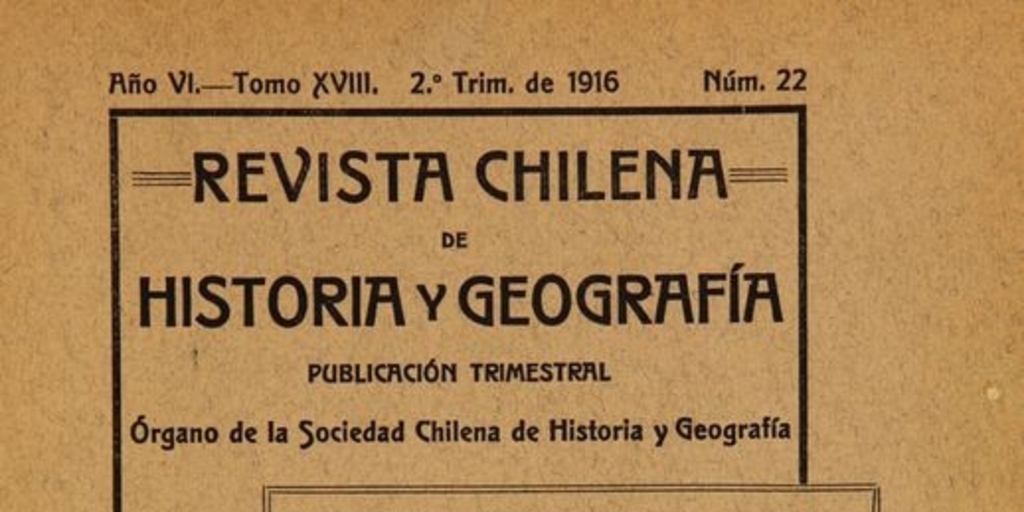 Año VI.—Tomo XVIII. 2.° Trim. de 1916 Núm. 22
REVISTA CHILENA
DE
HISTORIA Y GEOGRAFÍA
PUBLICACIÓN TRIMESTRAL
Órgano de la Sociedad Chilena de Historia y Geografía